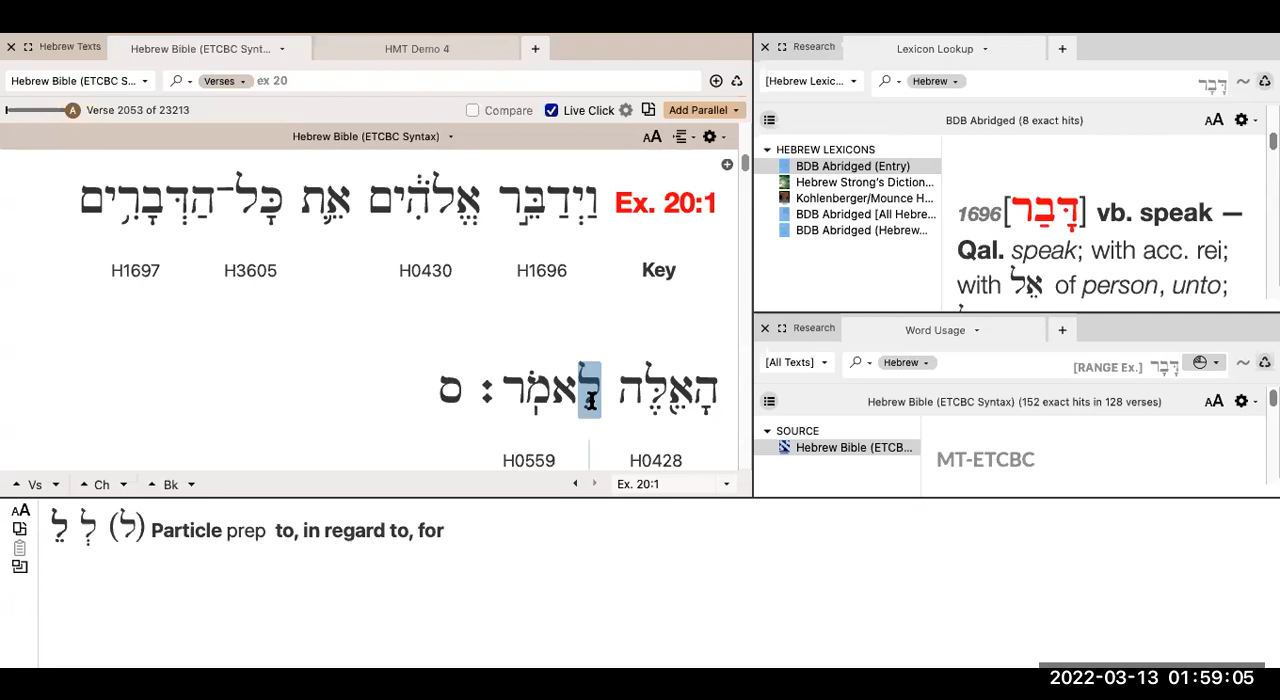 Hebrew Texts
Hebrew Bible (ETCBC Synt...
HMT Demo 4
Hebrew Bible (ETCBC S...
Verses
ex 20
Verse 2053 of 23213
Compare
Live Click
Add Parallel
Hebrew Bible (ETCBC Syntax)
AA
Ex. 20:1 וַיְדַבֵּ֣ר אֱלֹהִ֔ים אֵ֛ת כָּל־הַדְּבָרִ֥ים
Key H1696 H0430 H3605 H1697
הָאֵ֖לֶּה לֵאמֹֽר׃ ס
H0428 H0559
Vs
Ch
Bk
Ex. 20:1
AA
לֵ לְ (ל) Particle prep to, in regard to, for
Research
Lexicon Lookup
[Hebrew Lexic...
Hebrew
דָּבַר
BDB Abridged (8 exact hits)
AA
HEBREW LEXICONS
BDB Abridged (Entry)
Hebrew Strong's Diction...
Kohlenberger/Mounce H...
BDB Abridged [All Hebre...
BDB Abridged (Hebrew...
1696 [דָּבַר] vb. speak —
Qal. speak; with acc. rei;
with אֵל of person, unto;
Research
Word Usage
[All Texts]
Hebrew
[RANGE Ex.] דָּבַר
Hebrew Bible (ETCBC Syntax) (152 exact hits in 128 verses)
AA
SOURCE
Hebrew Bible (ETCB...
MT-ETCBC
2022-03-13 01:59:05